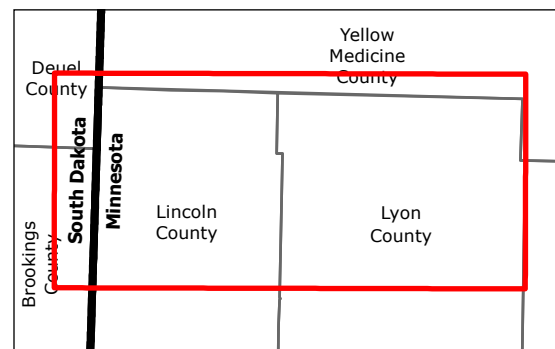 Yellow
Medicine
County
Deuel
County
South Dakota
Minnesota
Lincoln
County
Lyon
County
Brookings
County